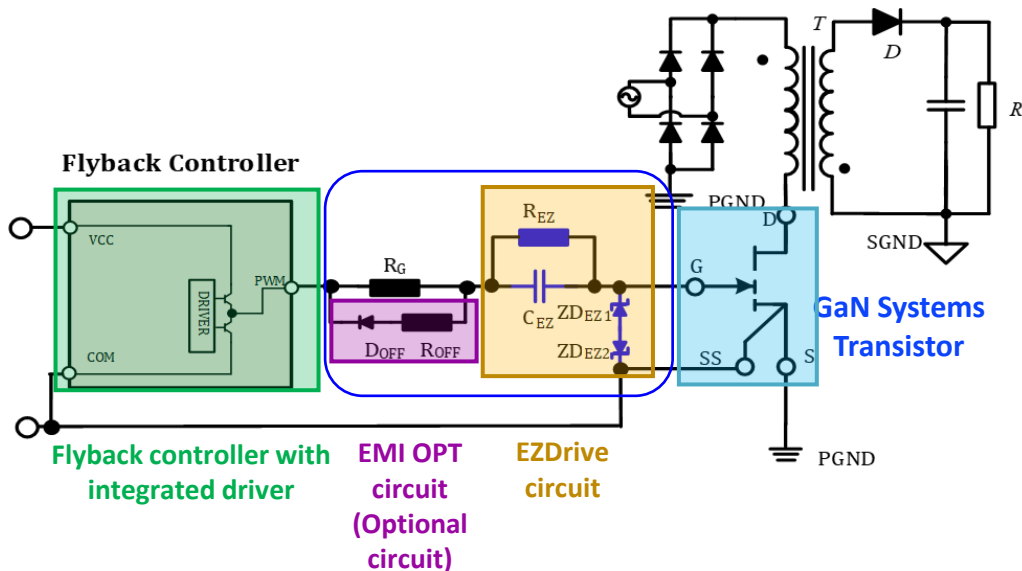 T
D
R
Flyback Controller
PGND
D
SGND
VCC
PWM
DRIVER
COM
R_G
D_OFF R_OFF
R_EZ
C_EZ
ZD_EZ1
ZD_EZ2
G
SS
S
GaN Systems
Transistor
PGND
Flyback controller with
integrated driver
EMI OPT
circuit
(Optional
circuit)
EZDrive
circuit